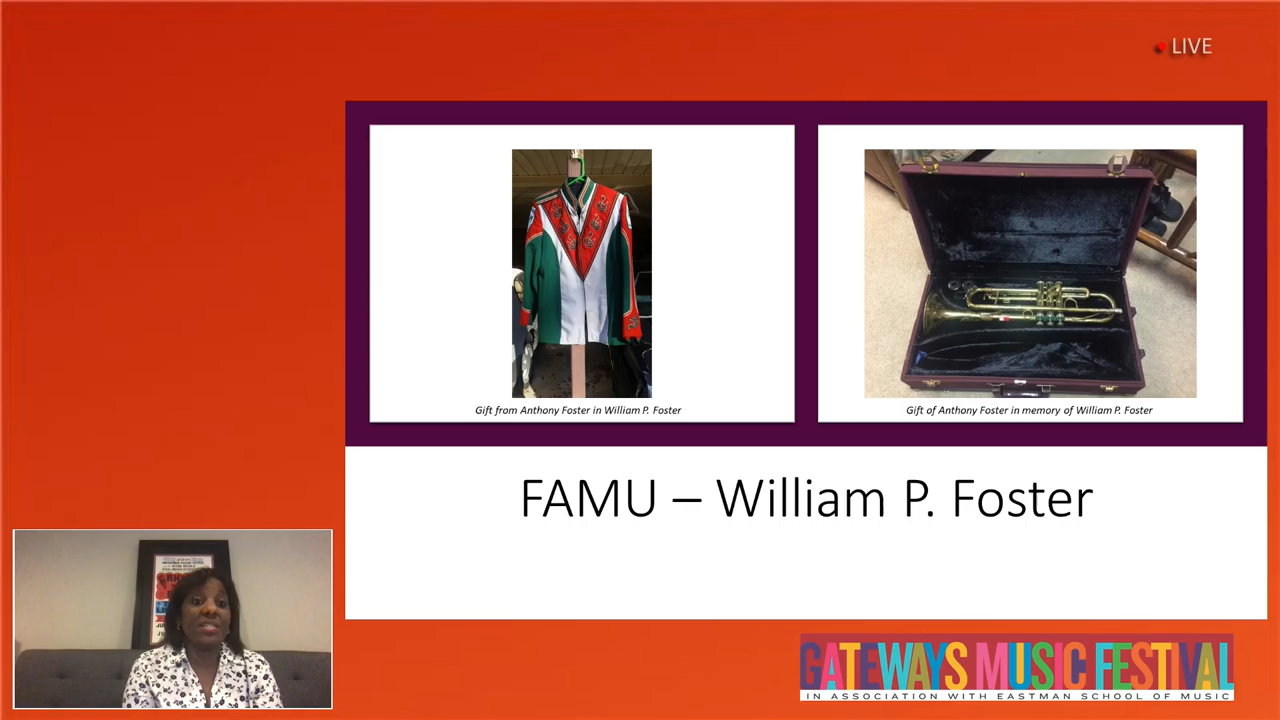 LIVE
Gift from Anthony Foster in William P. Foster
Gift of Anthony Foster in memory of William P. Foster
FAMU – William P. Foster
GATEWAYS MUSIC FESTIVAL
IN ASSOCIATION WITH EASTMAN SCHOOL OF MUSIC